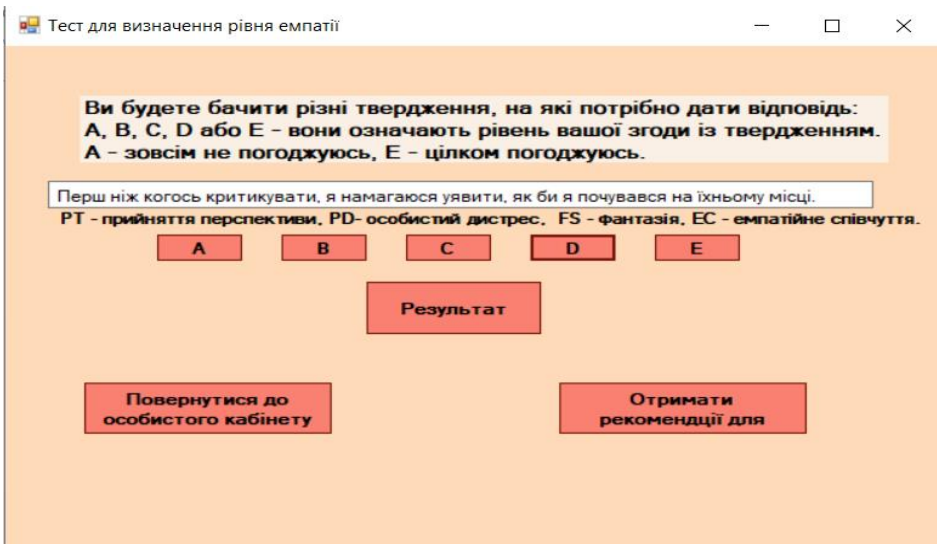 Тест для визначення рівня емпатії
Ви будете бачити різні твердження, на які потрібно дати відповідь:
A, B, C, D або E - вони означають рівень вашої згоди із твердженням.
A - зовсім не погоджуюсь, E - цілком погоджуюсь.
Перш ніж когось критикувати, я намагаюся уявити, як би я почувався на їхньому місці.
PT - прийняття перспективи, PD- особистий дистрес, FS - фантазія, EC - емпатійне співчуття.
A B C D E
Результат
Повернутися до
особистого кабінету
Отримати
рекомендції для